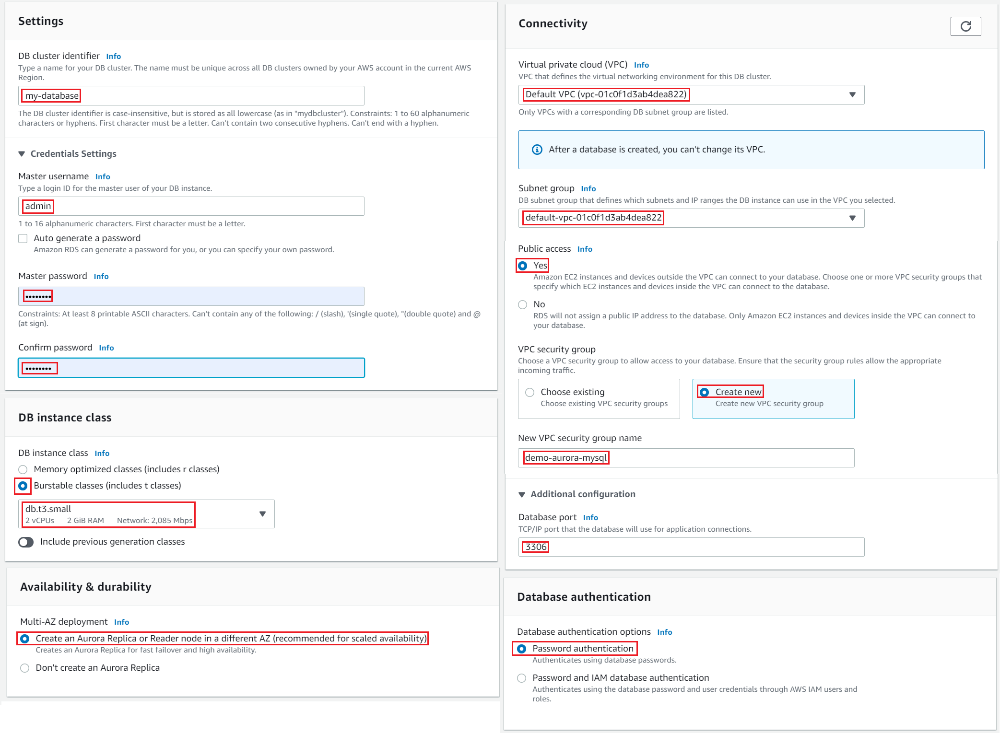 Settings
DB cluster identifier Info
Type a name for your DB cluster. The name must be unique across all DB clusters owned by your AWS account in the current AWS
Region.
my-database
The DB cluster identifier is case-insensitive, but is stored as all lowercase (as in "mydbcluster"). Constraints: 1 to 60 alphanumeric
characters or hyphens. First character must be a letter. Can't contain two consecutive hyphens. Can't end with a hyphen.
Credentials Settings
Master username Info
Type a login ID for the master user of your DB instance.
admin
1 to 16 alphanumeric characters. First character must be a letter.
Auto generate a password
Amazon RDS can generate a password for you, or you can specify your own password.
Master password Info
••••••••
Constraints: At least 8 printable ASCII characters. Can't contain any of the following: / (slash), '(single quote), "(double quote) and @
(at sign).
Confirm password Info
••••••••
DB instance class
DB instance class Info
Memory optimized classes (includes r classes)
Burstable classes (includes t classes)
db.t3.small
2 vCPUs 2 GiB RAM Network: 2,085 Mbps
Include previous generation classes
Availability & durability
Multi-AZ deployment Info
Create an Aurora Replica or Reader node in a different AZ (recommended for scaled availability)
Creates an Aurora Replica for fast failover and high availability.
Don't create an Aurora Replica
Connectivity
Virtual private cloud (VPC) Info
VPC that defines the virtual networking environment for this DB cluster.
Default VPC (vpc-01c0f1d3ab4dea822)
Only VPCs with a corresponding DB subnet group are listed.
After a database is created, you can't change its VPC.
Subnet group Info
DB subnet group that defines which subnets and IP ranges the DB instance can use in the VPC you selected.
default-vpc-01c0f1d3ab4dea822
Public access Info
Yes
Amazon EC2 instances and devices outside the VPC can connect to your database. Choose one or more VPC security groups that
specify which EC2 instances and devices inside the VPC can connect to the database.
No
RDS will not assign a public IP address to the database. Only Amazon EC2 instances and devices inside the VPC can connect to
your database.
VPC security group
Choose a VPC security group to allow access to your database. Ensure that the security group rules allow the appropriate
incoming traffic.
Choose existing
Choose existing VPC security groups
Create new
Create new VPC security group
New VPC security group name
demo-aurora-mysql
Additional configuration
Database port Info
TCP/IP port that the database will use for application connections.
3306
Database authentication
Database authentication options Info
Password authentication
Authenticates using database passwords.
Password and IAM database authentication
Authenticates using the database password and user credentials through AWS IAM users and
roles.